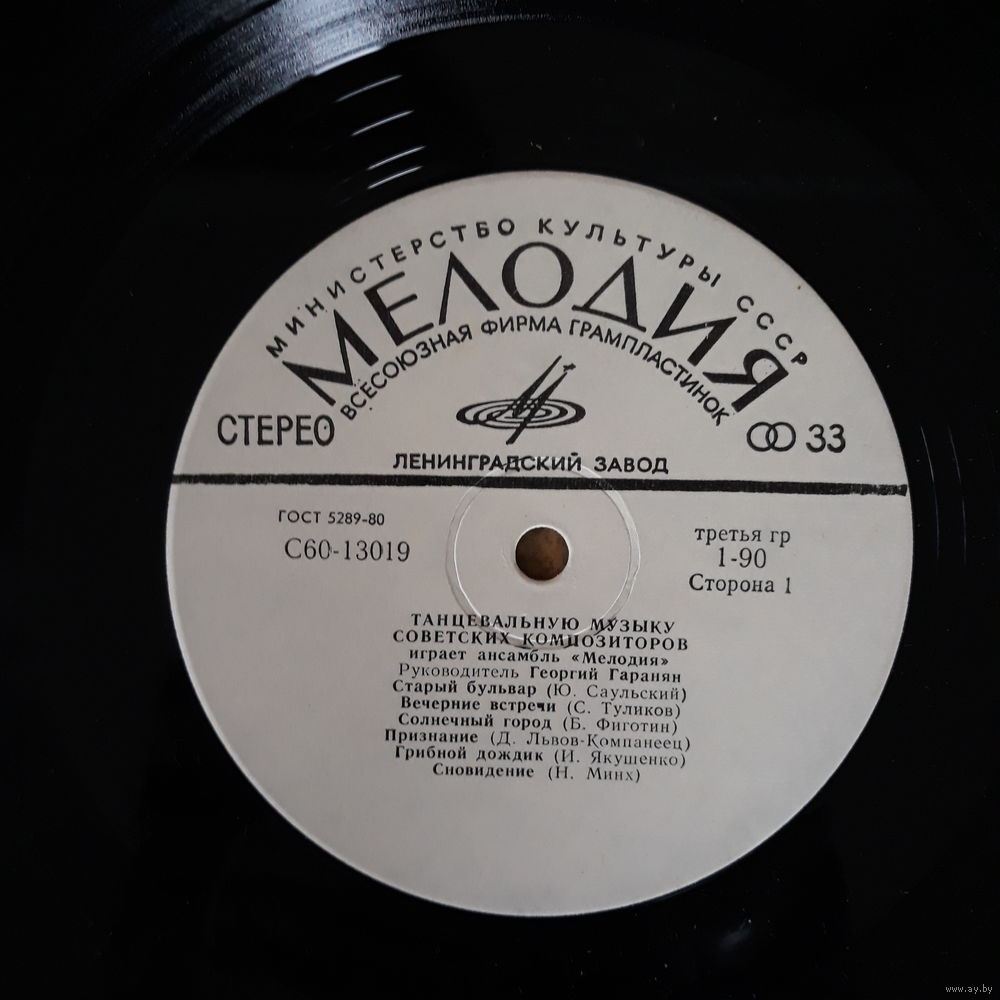 МИНИСТЕРСТВО КУЛЬТУРЫ СССР
МЕЛОДИЯ
ВСЕСОЮЗНАЯ ФИРМА ГРАМПЛАСТИНОК
СТЕРЕО
33
ЛЕНИНГРАДСКИЙ ЗАВОД
ГОСТ 5289-80
С60-13019
третья гр
1-90
Сторона 1
ТАНЦЕВАЛЬНУЮ МУЗЫКУ
СОВЕТСКИХ КОМПОЗИТОРОВ
играет ансамбль «Мелодия»
Руководитель Георгий Гаранян
Старый бульвар (Ю. Саульский)
Вечерние встречи (С. Туликов)
Солнечный город (Б. Фиготин)
Признание (Д. Львов-Компанеец)
Грибной дождик (И. Якушенко)
Сновидение (Н. Минх)
www.ay.by